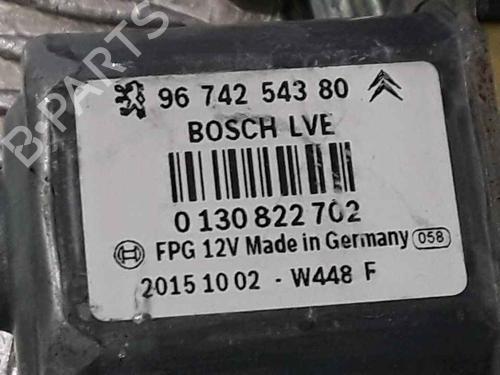 B-PARTS
96 742 543 80
BOSCH LVE
0 130 822 702
FPG 12V Made in Germany 058
2015 10 02 - W448 F